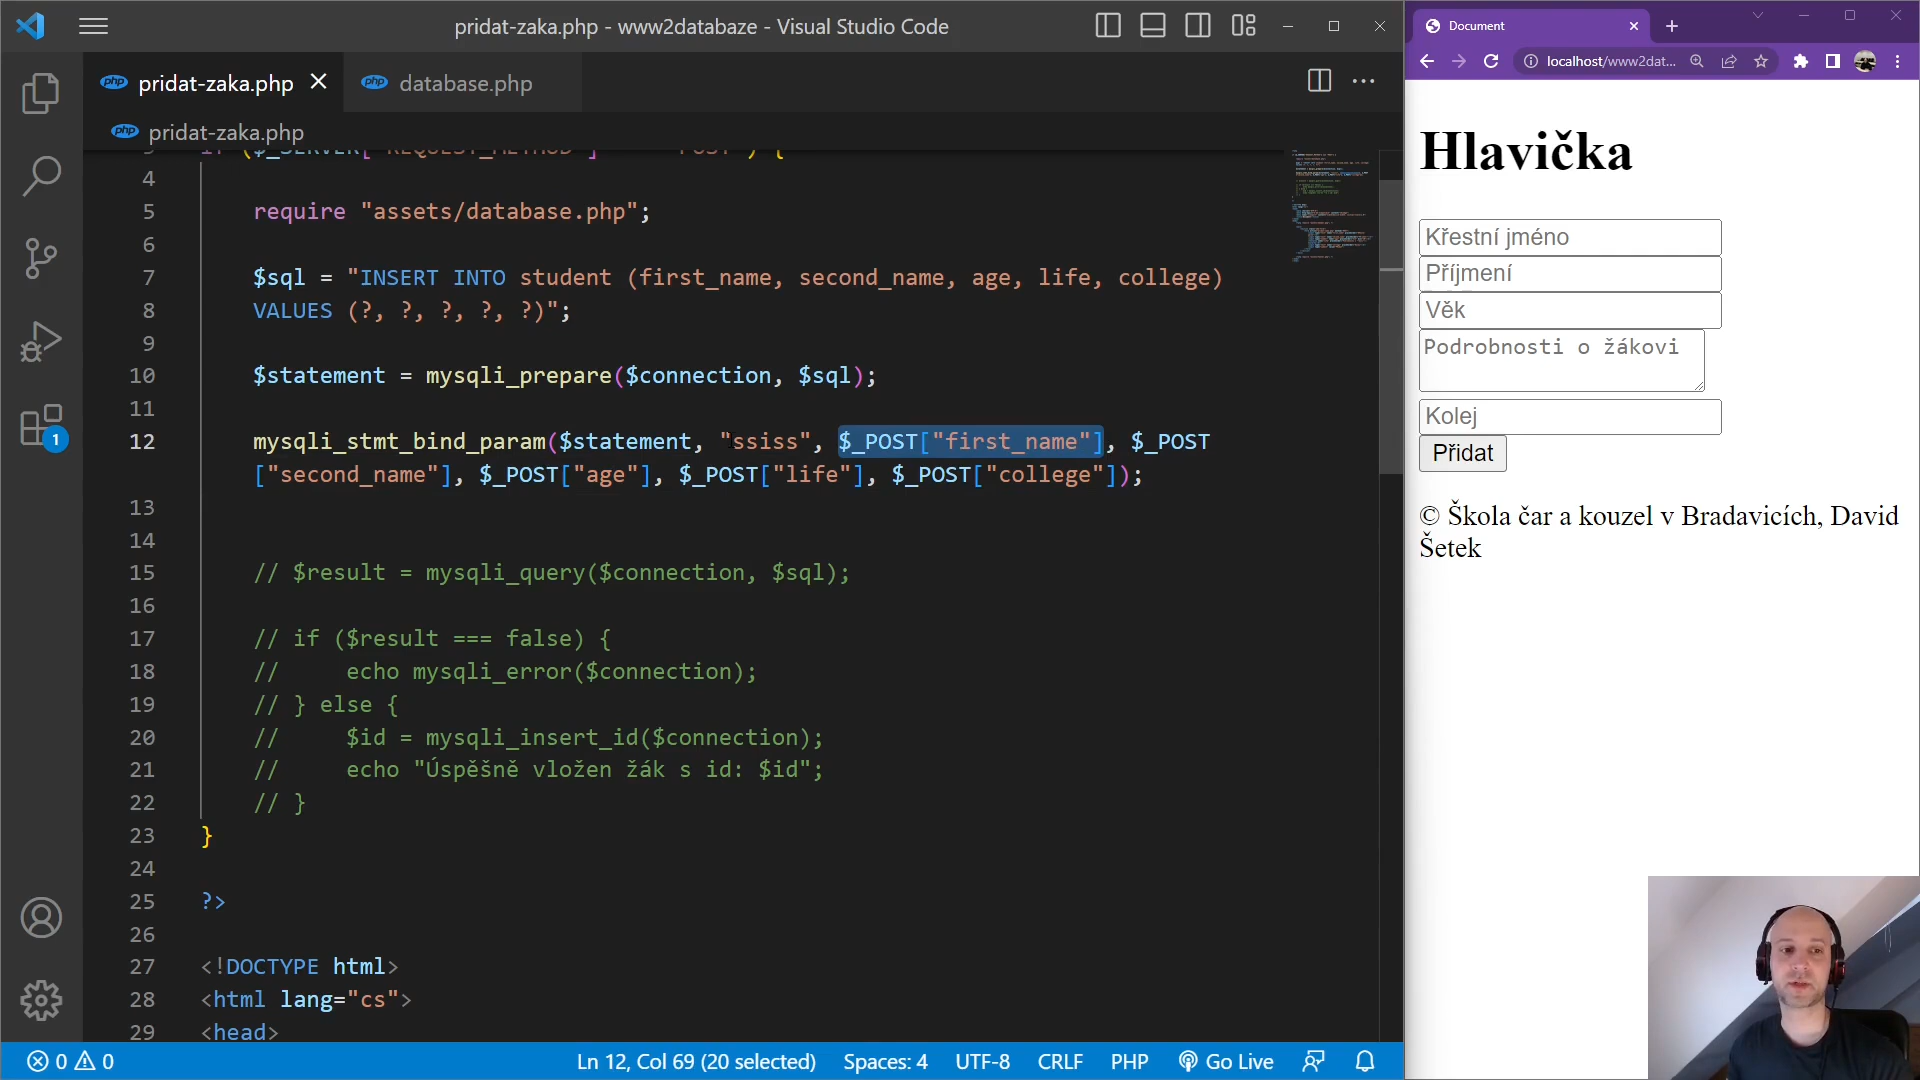 pridat-zaka.php - www2databaze - Visual Studio Code
php pridat-zaka.php
php database.php
php pridat-zaka.php
4
5 require "assets/database.php";
6
7 $sql = "INSERT INTO student (first_name, second_name, age, life, college)
8 VALUES (?, ?, ?, ?, ?)";
9
10 $statement = mysqli_prepare($connection, $sql);
11
12 mysqli_stmt_bind_param($statement, "ssiss", $_POST["first_name"], $_POST
["second_name"], $_POST["age"], $_POST["life"], $_POST["college"]);
13
14
15 // $result = mysqli_query($connection, $sql);
16
17 // if ($result === false) {
18 //     echo mysqli_error($connection);
19 // } else {
20 //     $id = mysqli_insert_id($connection);
21 //     echo "Úspěšně vložen žák s id: $id";
22 // }
23 }
24
25 ?>
26
27 <!DOCTYPE html>
28 <html lang="cs">
29 <head>
1
0 0
Ln 12, Col 69 (20 selected)
Spaces: 4
UTF-8
CRLF
PHP
Go Live
Document
localhost/www2dat...
Hlavička
Křestní jméno
Příjmení
Věk
Podrobnosti o žákovi
Kolej
Přidat
© Škola čar a kouzel v Bradavicích, David
Šetek